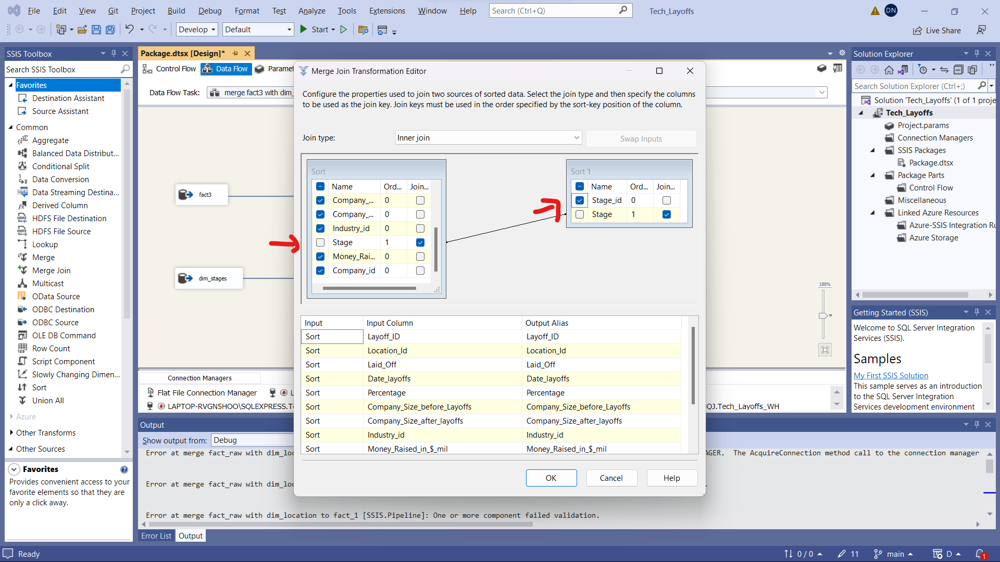 File Edit View Git Project Build Debug Format Test Analyze Tools Extensions Window Help Search (Ctrl+Q) Tech_Layoffs DN
Develop Default Start Live Share
SSIS Toolbox
Search SSIS Toolbox
Favorites
Destination Assistant
Source Assistant
Common
Aggregate
Balanced Data Distribut...
Conditional Split
Data Conversion
Data Streaming Destina...
Derived Column
HDFS File Destination
HDFS File Source
Lookup
Merge
Merge Join
Multicast
OData Source
ODBC Destination
ODBC Source
OLE DB Command
Row Count
Script Component
Slowly Changing Dimen...
Sort
Union All
Azure
Other Transforms
Other Sources
Favorites
Provides convenient access to your
favorite elements so that they are
only a click away.
Package.dtsx [Design]*
Control Flow Data Flow Paramet
Data Flow Task: merge fact3 with dim_
fact3
dim_stages
100%
Connection Managers
Flat File Connection Manager L
LAPTOP-RVGN5HOO\SQLEXPRESS.Te QJ.Tech_Layoffs_WH
Merge Join Transformation Editor
Configure the properties used to join two sources of sorted data. Select the join type and then specify the columns
to be used as the join key. Join keys must be used in the order specified by the sort-key position of the column.
Join type: Inner join Swap Inputs
Sort
Name Ord... Join...
Company_... 0
Company_... 0
Industry_id 0
Stage 1
Money_Rai... 0
Company_id 0
Sort 1
Name Ord... Join...
Stage_id 0
Stage 1
Input Input Column Output Alias
Sort Layoff_ID Layoff_ID
Sort Location_Id Location_Id
Sort Laid_Off Laid_Off
Sort Date_layoffs Date_layoffs
Sort Percentage Percentage
Sort Company_Size_before_Layoffs Company_Size_before_Layoffs
Sort Company_Size_after_layoffs Company_Size_after_layoffs
Sort Industry_id Industry_id
Sort Money_Raised_in_$_mil Money_Raised_in_$_mil
OK Cancel Help
Output
Show output from: Debug
Error at merge fact_raw with dim_loc AGER. The AcquireConnection method call to the connection manager
Error at merge fact_raw with dim_loc
Error at merge fact_raw with dim_location to fact_1 [SSIS.Pipeline]: One or more component failed validation.
Error List Output
Solution Explorer
Search Solution Explorer (Ctrl+;)
Solution 'Tech_Layoffs' (1 of 1 proje
Tech_Layoffs
Project.params
Connection Managers
SSIS Packages
Package.dtsx
Package Parts
Control Flow
Miscellaneous
Linked Azure Resources
Azure-SSIS Integration Ru
Azure Storage
Getting Started (SSIS)
Welcome to SQL Server Integration
Services (SSIS).
Samples
My First SSIS Solution
This sample serves as an introduction
to the SQL Server Integration
Services development environment
Ready 0 / 0 11 main D 1